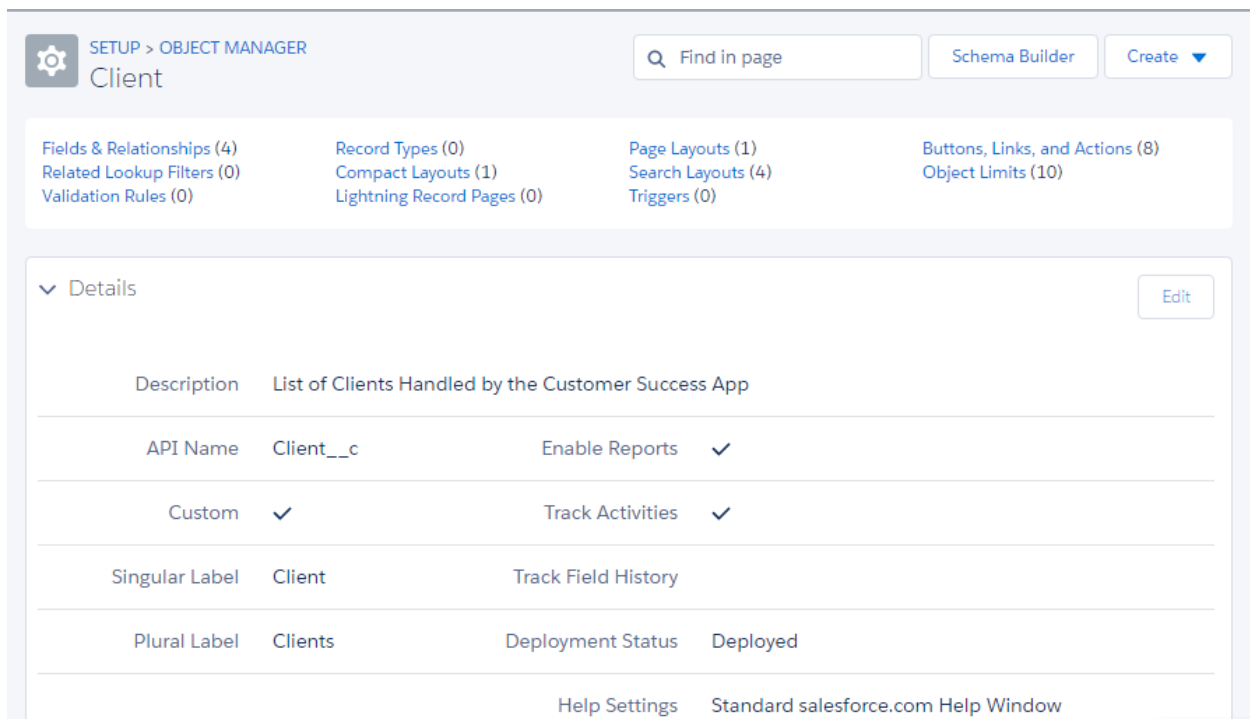 SETUP > OBJECT MANAGER
Client
Find in page
Schema Builder
Create
Fields & Relationships (4)
Related Lookup Filters (0)
Validation Rules (0)
Record Types (0)
Compact Layouts (1)
Lightning Record Pages (0)
Page Layouts (1)
Search Layouts (4)
Triggers (0)
Buttons, Links, and Actions (8)
Object Limits (10)
Details
Edit
Description List of Clients Handled by the Customer Success App
API Name Client__c Enable Reports
Custom Track Activities
Singular Label Client Track Field History
Plural Label Clients Deployment Status Deployed
Help Settings Standard salesforce.com Help Window